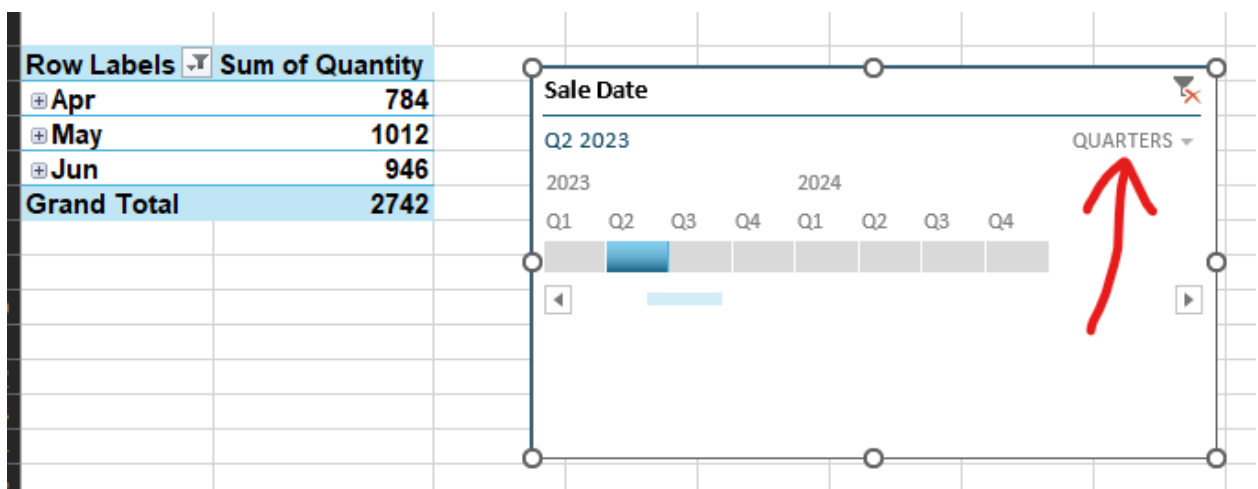 Row Labels Sum of Quantity
Apr 784
May 1012
Jun 946
Grand Total 2742
Sale Date
Q2 2023 QUARTERS
2023 2024
Q1 Q2 Q3 Q4 Q1 Q2 Q3 Q4